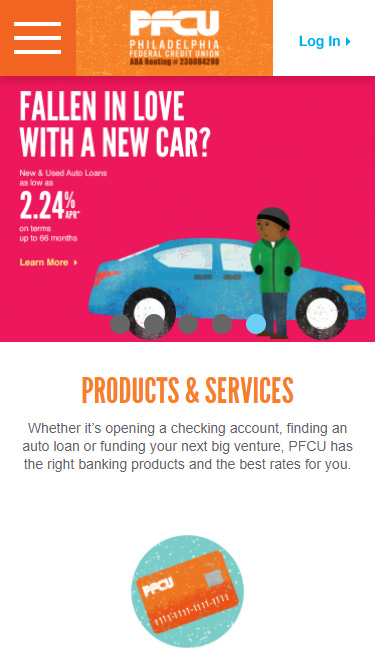 PFCU
PHILADELPHIA
FEDERAL CREDIT UNION
ABA Routing # 236084298
Log In
FALLEN IN LOVE
WITH A NEW CAR?
New & Used Auto Loans
as low as
2.24% APR*
on terms
up to 66 months
Learn More
PRODUCTS & SERVICES
Whether it's opening a checking account, finding an
auto loan or funding your next big venture, PFCU has
the right banking products and the best rates for you.
PFCU
1111-1111-1111-1111